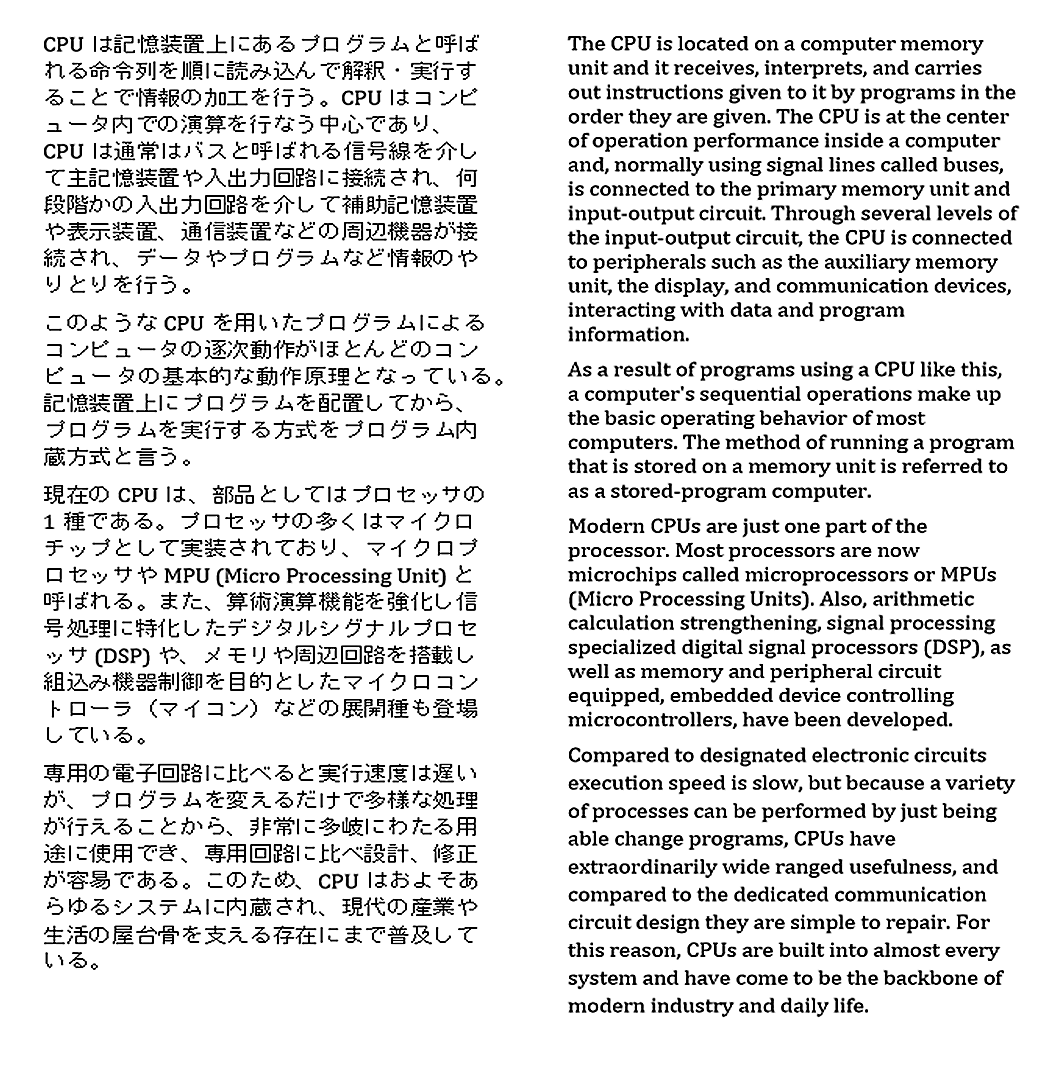 CPU は記憶装置上にあるプログラムと呼ば
れる命令列を順に読み込んで解釈・実行す
ることで情報の加工を行う。CPU はコンピ
ュータ内での演算を行なう中心であり、
CPU は通常はバスと呼ばれる信号線を介し
て主記憶装置や入出力回路に接続され、何
段階かの入出力回路を介して補助記憶装置
や表示装置、通信装置などの周辺機器が接
続され、データやプログラムなど情報のや
りとりを行う。
このような CPU を用いたプログラムによる
コンピュータの逐次動作がほとんどのコン
ピュータの基本的な動作原理となっている。
記憶装置上にプログラムを配置してから、
プログラムを実行する方式をプログラム内
蔵方式と言う。
現在の CPU は、部品としてはプロセッサの
1 種である。プロセッサの多くはマイクロ
チップとして実装されており、マイクロプ
ロセッサや MPU (Micro Processing Unit) と
呼ばれる。また、算術演算機能を強化し信
号処理に特化したデジタルシグナルプロセ
ッサ (DSP) や、メモリや周辺回路を搭載し
組込み機器制御を目的としたマイクロコン
トローラ（マイコン）などの展開種も登場
している。
専用の電子回路に比べると実行速度は遅い
が、プログラムを変えるだけで多様な処理
が行えることから、非常に多岐にわたる用
途に使用でき、専用回路に比べ設計、修正
が容易である。このため、CPU はおよそあ
らゆるシステムに内蔵され、現代の産業や
生活の屋台骨を支える存在にまで普及して
いる。
The CPU is located on a computer memory
unit and it receives, interprets, and carries
out instructions given to it by programs in the
order they are given. The CPU is at the center
of operation performance inside a computer
and, normally using signal lines called buses,
is connected to the primary memory unit and
input-output circuit. Through several levels of
the input-output circuit, the CPU is connected
to peripherals such as the auxiliary memory
unit, the display, and communication devices,
interacting with data and program
information.
As a result of programs using a CPU like this,
a computer's sequential operations make up
the basic operating behavior of most
computers. The method of running a program
that is stored on a memory unit is referred to
as a stored-program computer.
Modern CPUs are just one part of the
processor. Most processors are now
microchips called microprocessors or MPUs
(Micro Processing Units). Also, arithmetic
calculation strengthening, signal processing
specialized digital signal processors (DSP), as
well as memory and peripheral circuit
equipped, embedded device controlling
microcontrollers, have been developed.
Compared to designated electronic circuits
execution speed is slow, but because a variety
of processes can be performed by just being
able change programs, CPUs have
extraordinarily wide ranged usefulness, and
compared to the dedicated communication
circuit design they are simple to repair. For
this reason, CPUs are built into almost every
system and have come to be the backbone of
modern industry and daily life.